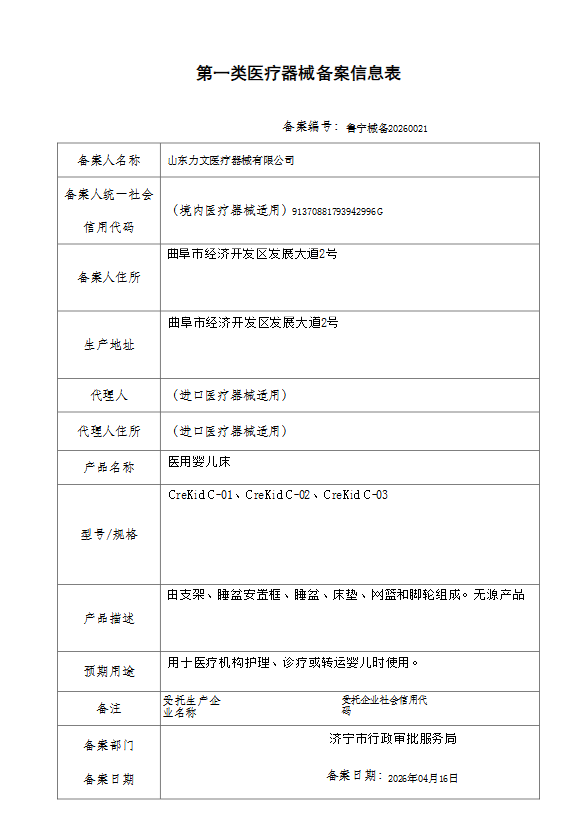 第一类医疗器械备案信息表
备案编号：鲁宁械备20260021
备案人名称 山东力文医疗器械有限公司
备案人统一社会
信用代码
（境内医疗器械适用）91370881793942996G
备案人住所 曲阜市经济开发区发展大道2号
生产地址 曲阜市经济开发区发展大道2号
代理人 （进口医疗器械适用）
代理人住所 （进口医疗器械适用）
产品名称 医用婴儿床
型号/规格 CreKid C-01、CreKid C-02、CreKid C-03
产品描述 由支架、睡盆安置框、睡盆、床垫、网篮和脚轮组成。无源产品
预期用途 用于医疗机构护理、诊疗或转运婴儿时使用。
备注
受托生产企
业名称
受托企业社会信用代
码
备案部门 济宁市行政审批服务局
备案日期 备案日期：2026年04月16日